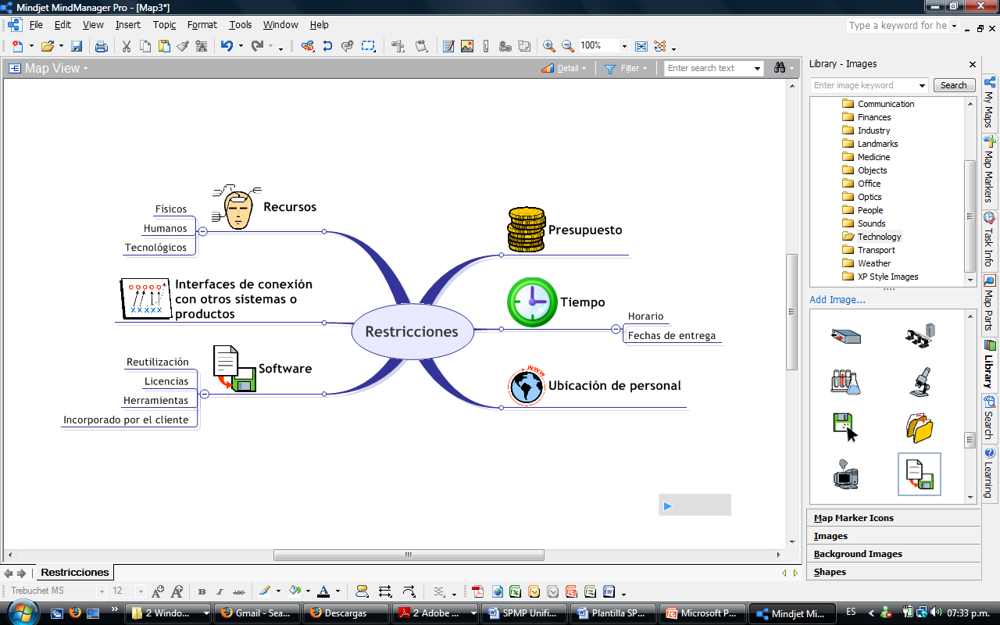 Mindjet MindManager Pro - [Map3*]
File Edit View Insert Topic Format Tools Window Help
Type a keyword for he
100%
Map View
Detail
Filter
Enter search text
Recursos
Físicos
Humanos
Tecnológicos
Interfaces de conexión
con otros sistemas o
productos
Software
Reutilización
Licencias
Herramientas
Incorporado por el cliente
Restricciones
Presupuesto
Tiempo
Horario
Fechas de entrega
www
Ubicación de personal
Library - Images
Enter image keyword
Search
Communication
Finances
Industry
Landmarks
Medicine
Objects
Office
Optics
People
Sounds
Technology
Transport
Weather
XP Style Images
Add Image...
Map Marker Icons
Images
Background Images
Shapes
My Maps
Map Markers
Task Info
Map Parts
Library
Search
Learning
Restricciones
Trebuchet MS 12
B I ABC A
2 Windo... Gmail - Sea... Descargas 2 Adobe ... SPMP Unifi... Plantilla SP... Microsoft P... Mindjet Mi... ES 07:33 p.m.